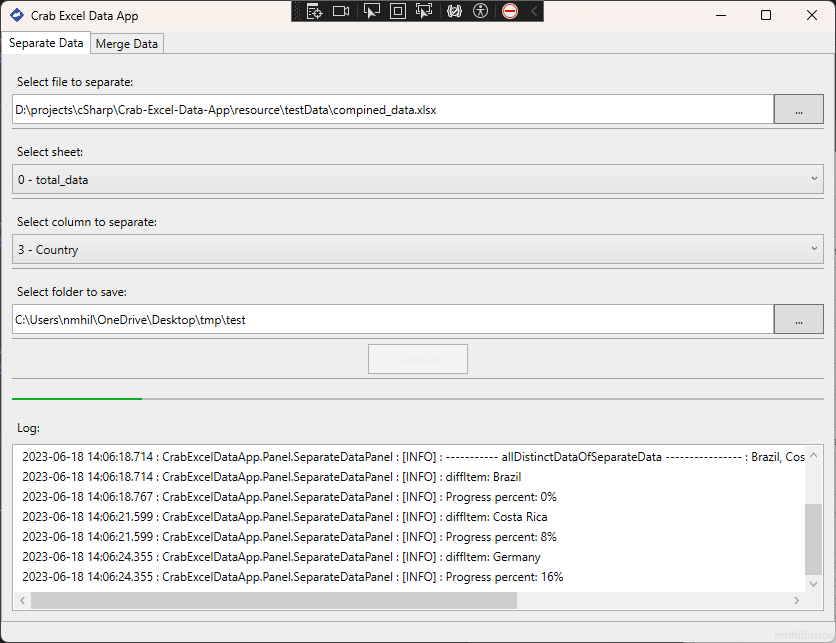 Crab Excel Data App
Separate Data
Merge Data
Select file to separate:
D:\projects\cSharp\Crab-Excel-Data-App\resource\testData\compined_data.xlsx
...
Select sheet:
0 - total_data
Select column to separate:
3 - Country
Select folder to save:
C:\Users\nmhil\OneDrive\Desktop\tmp\test
...
Separate
Log:
2023-06-18 14:06:18.714 : CrabExcelDataApp.Panel.SeparateDataPanel : [INFO] : ----------- allDistinctDataOfSeparateData ---------------- : Brazil, Cos
2023-06-18 14:06:18.714 : CrabExcelDataApp.Panel.SeparateDataPanel : [INFO] : diffItem: Brazil
2023-06-18 14:06:18.767 : CrabExcelDataApp.Panel.SeparateDataPanel : [INFO] : Progress percent: 0%
2023-06-18 14:06:21.599 : CrabExcelDataApp.Panel.SeparateDataPanel : [INFO] : diffItem: Costa Rica
2023-06-18 14:06:21.599 : CrabExcelDataApp.Panel.SeparateDataPanel : [INFO] : Progress percent: 8%
2023-06-18 14:06:24.355 : CrabExcelDataApp.Panel.SeparateDataPanel : [INFO] : diffItem: Germany
2023-06-18 14:06:24.355 : CrabExcelDataApp.Panel.SeparateDataPanel : [INFO] : Progress percent: 16%
nmhillusion